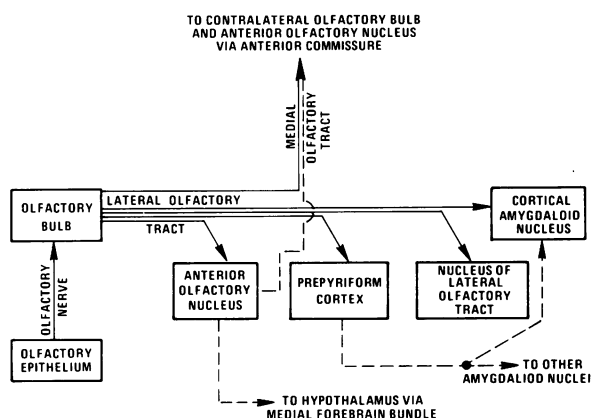 TO CONTRALATERAL OLFACTORY BULB
AND ANTERIOR OLFACTORY NUCLEUS
VIA ANTERIOR COMMISSURE
MEDIAL
OLFACTORY
TRACT
LATERAL OLFACTORY
TRACT
OLFACTORY
BULB
CORTICAL
AMYGDALOID
NUCLEUS
OLFACTORY
NERVE
ANTERIOR
OLFACTORY
NUCLEUS
PREPYRIFORM
CORTEX
NUCLEUS OF
LATERAL
OLFACTORY
TRACT
OLFACTORY
EPITHELIUM
TO OTHER
AMYGDALIOD NUCLEI
TO HYPOTHALAMUS VIA
MEDIAL FOREBRAIN BUNDLE